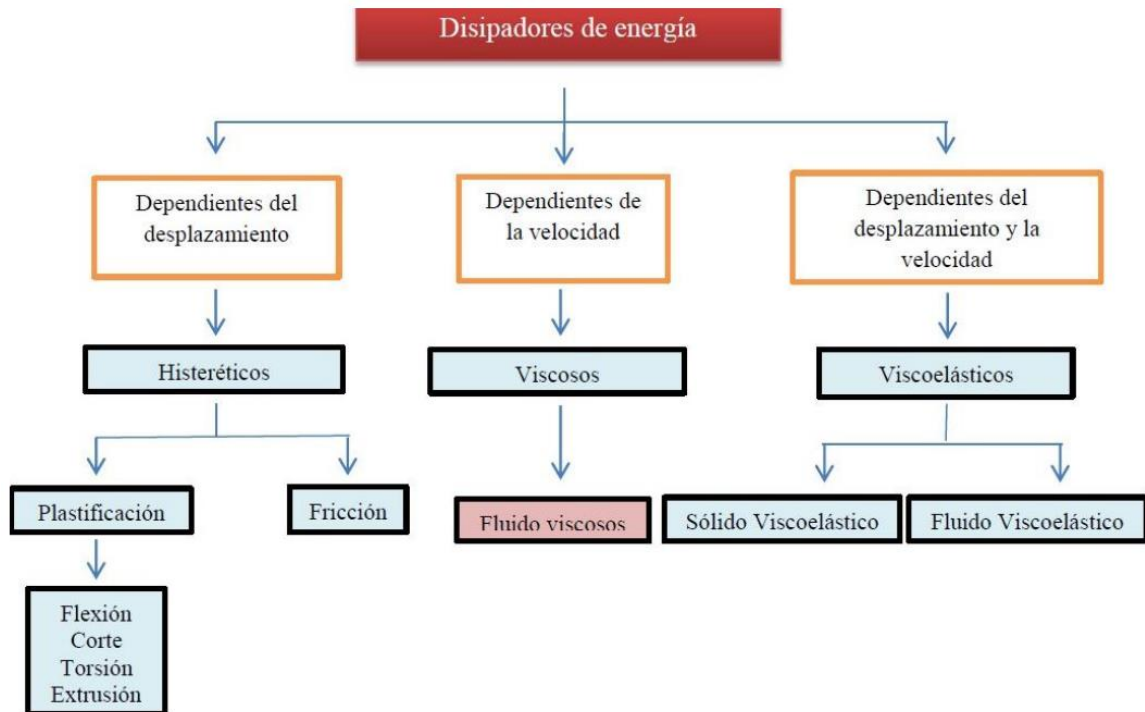 Disipadores de energía
Dependientes del
desplazamiento
Dependientes de
la velocidad
Dependientes del
desplazamiento y la
velocidad
Histeréticos
Viscosos
Viscoelásticos
Plastificación
Fricción
Fluido viscosos
Sólido Viscoelástico
Fluido Viscoelástico
Flexión
Corte
Torsión
Extrusión